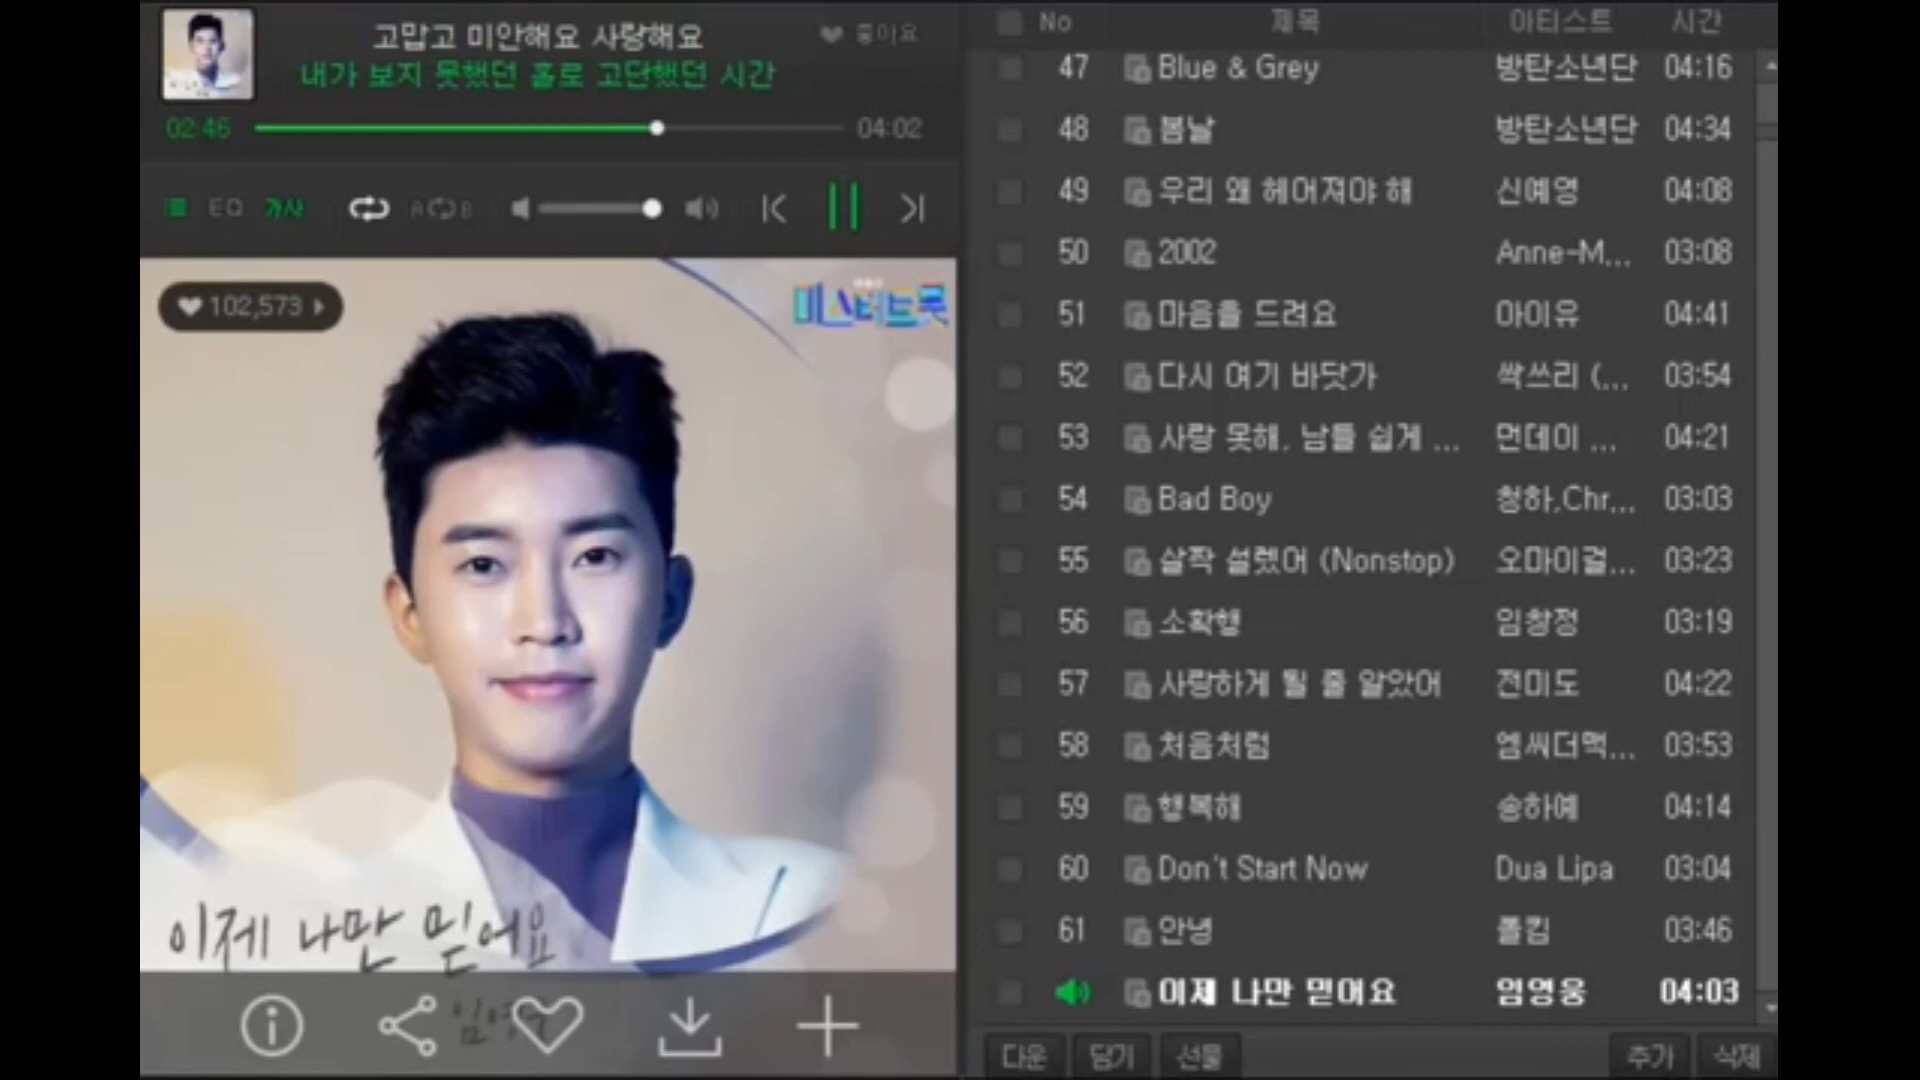 고맙고 미안해요 사랑해요
좋아요
내가 보지 못했던 홀로 고단했던 시간
02:46
04:02
EQ 가사
A B
102,573
미스터트롯
이제 나만 믿어요
No 제목 아티스트 시간
47 Blue & Grey 방탄소년단 04:16
48 봄날 방탄소년단 04:34
49 우리 왜 헤어져야 해 신예영 04:08
50 2002 Anne-M... 03:08
51 마음을 드려요 아이유 04:41
52 다시 여기 바닷가 싹쓰리 (... 03:54
53 사랑 못해, 남들 쉽게 ... 먼데이 ... 04:21
54 Bad Boy 청하,Chr... 03:03
55 살짝 설렜어 (Nonstop) 오마이걸... 03:23
56 소확행 임창정 03:19
57 사랑하게 될 줄 알았어 전미도 04:22
58 처음처럼 엠씨더맥... 03:53
59 행복해 송하예 04:14
60 Don't Start Now Dua Lipa 03:04
61 안녕 폴킴 03:46
이제 나만 믿어요 임영웅 04:03
다운 담기 선물 추가 삭제